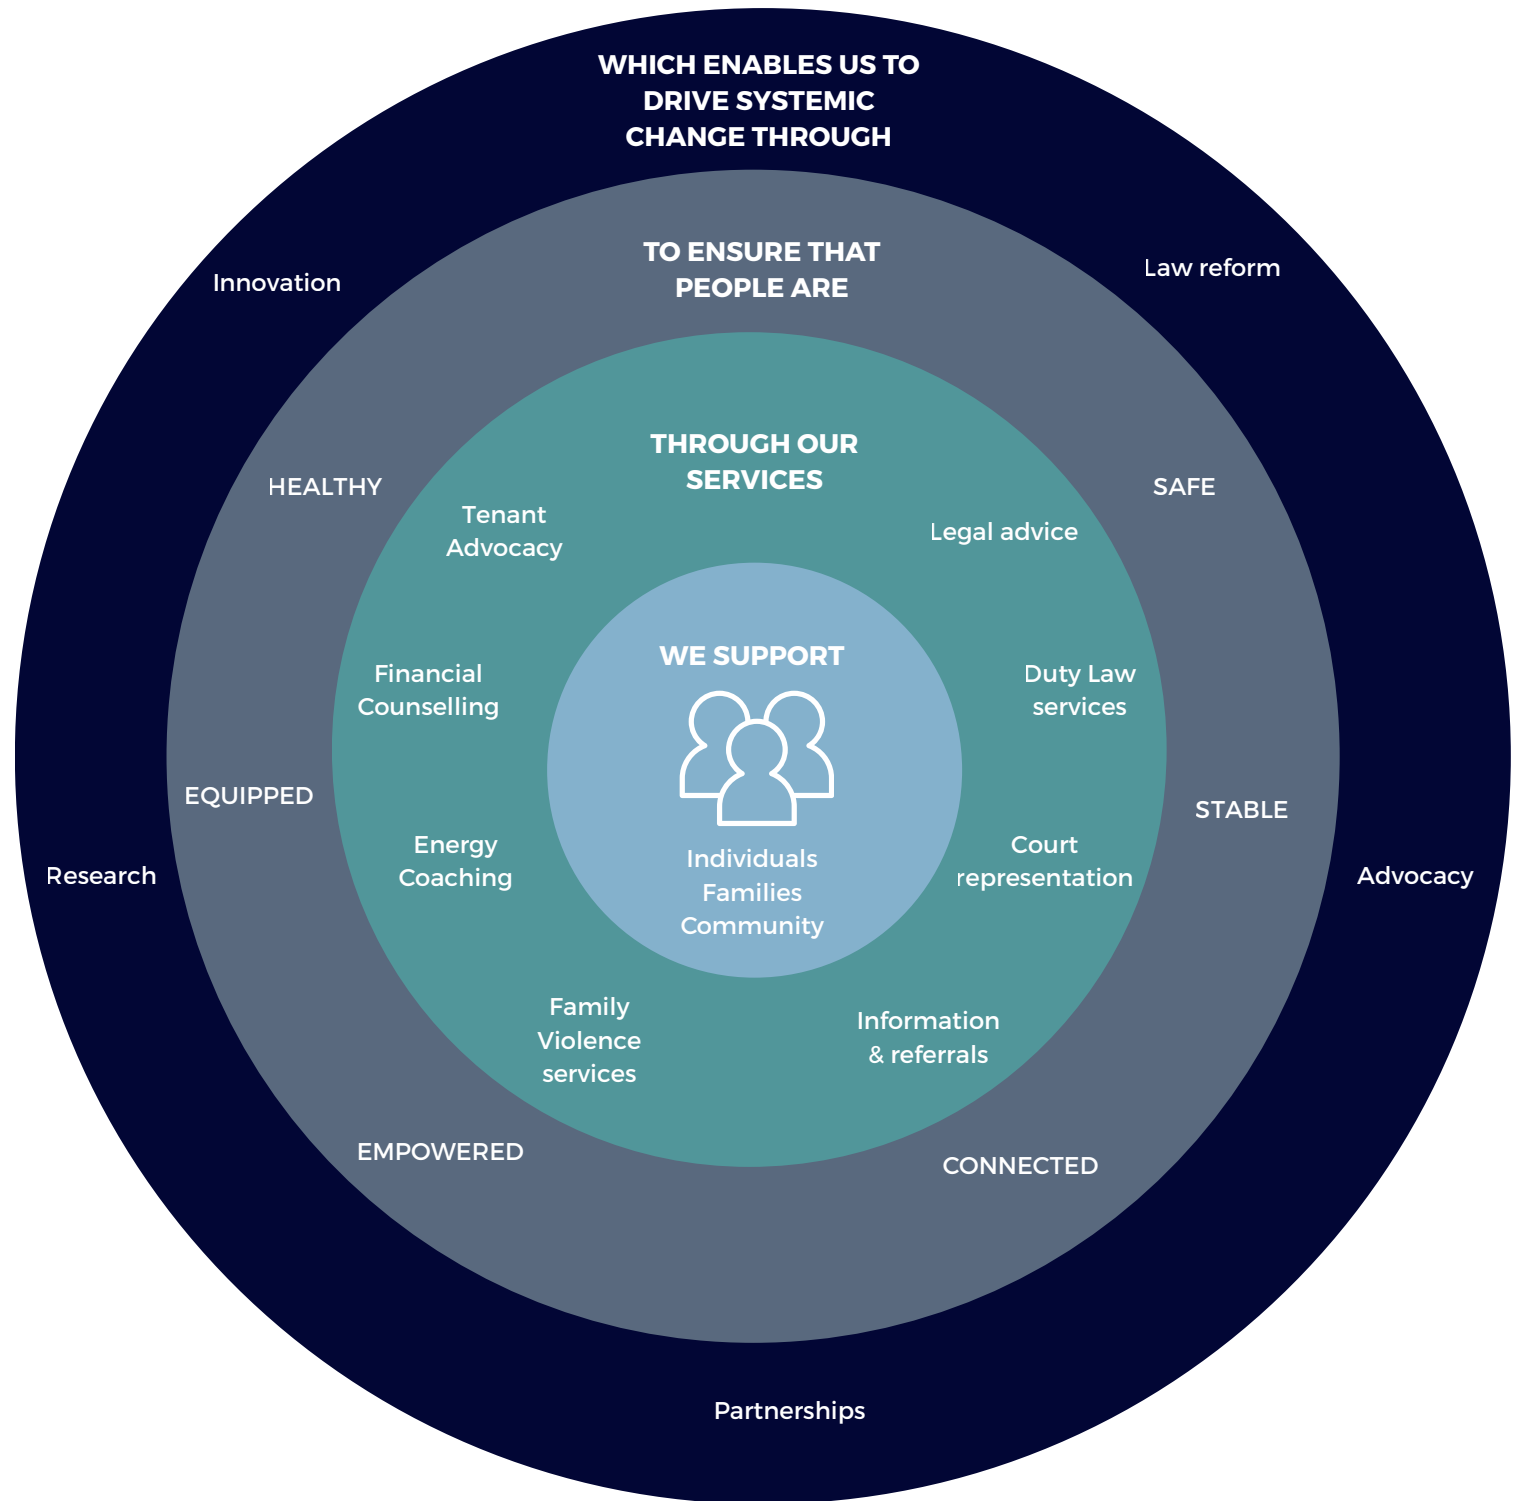 WHICH ENABLES US TO
DRIVE SYSTEMIC
CHANGE THROUGH
Innovation
Law reform
Research
Advocacy
Partnerships
TO ENSURE THAT
PEOPLE ARE
HEALTHY
SAFE
EQUIPPED
STABLE
EMPOWERED
CONNECTED
THROUGH OUR
SERVICES
Tenant
Advocacy
Legal advice
Financial
Counselling
Duty Law
services
Energy
Coaching
Court
representation
Family
Violence
services
Information
& referrals
WE SUPPORT
Individuals
Families
Community